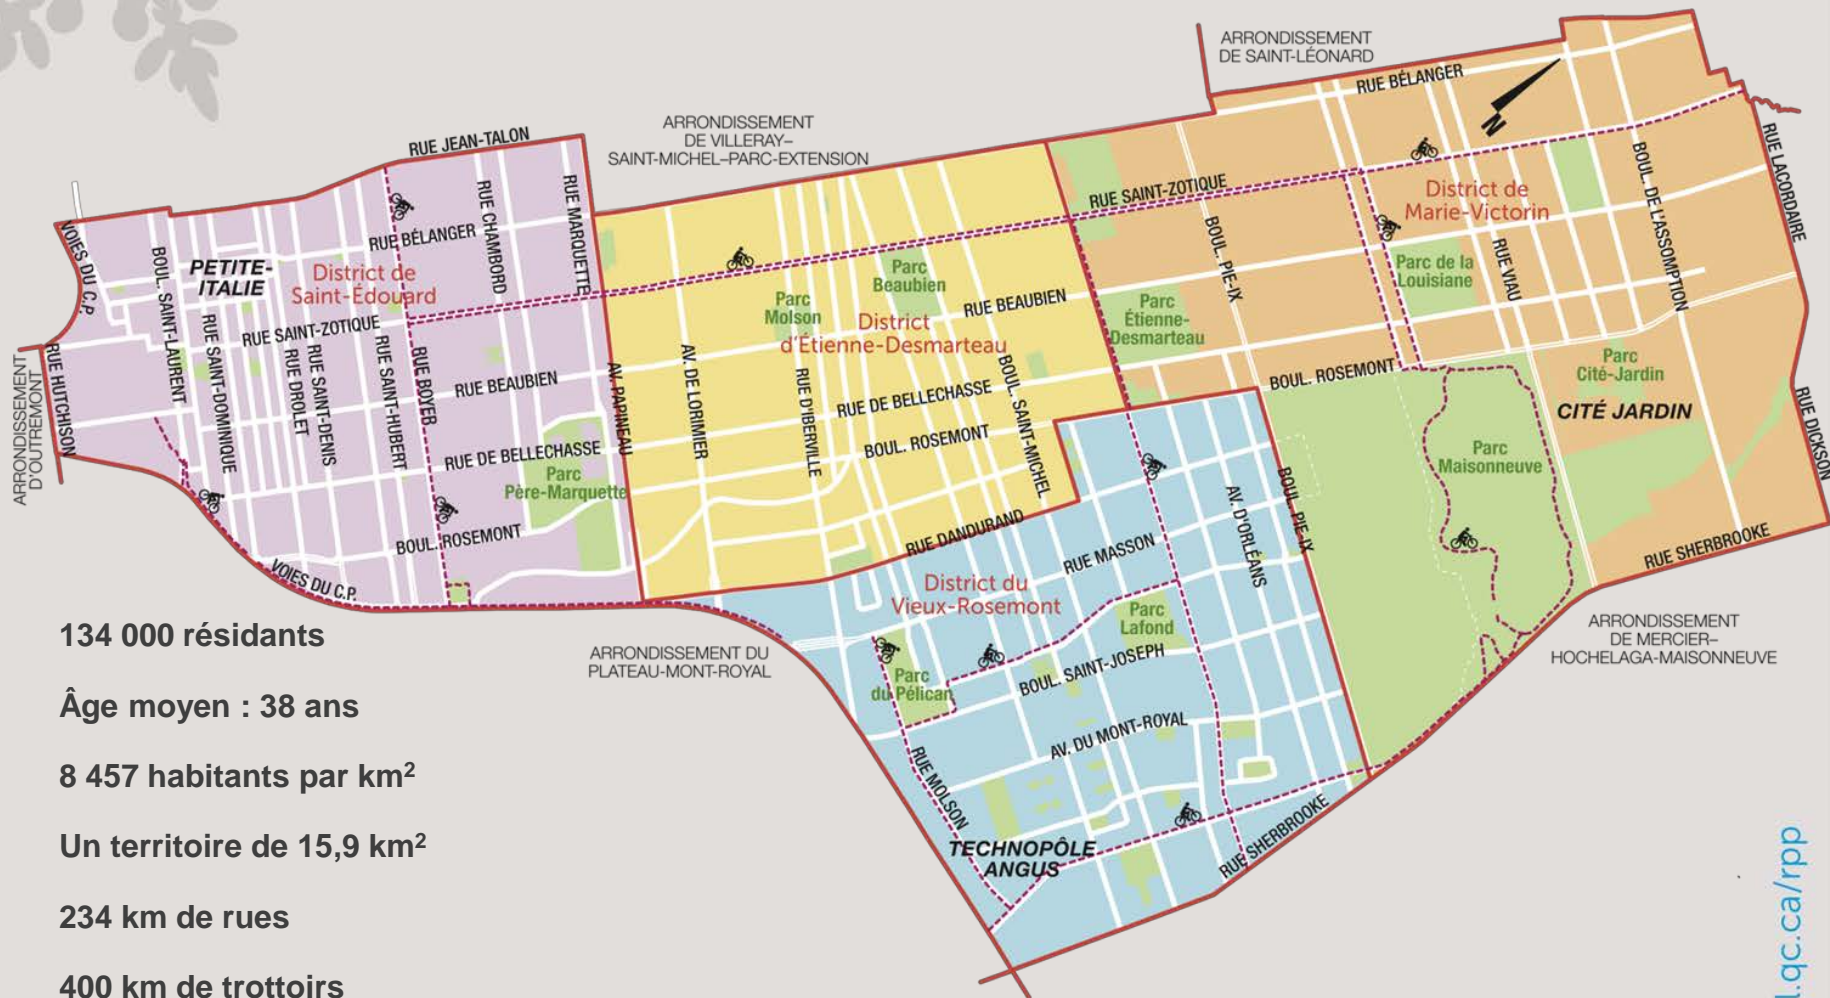 ARRONDISSEMENT
DE SAINT-LÉONARD
RUE BÉLANGER
N
ARRONDISSEMENT
DE VILLERAY–
SAINT-MICHEL–PARC-EXTENSION
RUE JEAN-TALON
RUE LACORDAIRE
BOUL. DE L'ASSOMPTION
District de
Marie-Victorin
RUE SAINT-ZOTIQUE
RUE MARQUETTE
RUE CHAMBORD
RUE BÉLANGER
VOIES DU C.P.
BOUL. SAINT-LAURENT
PETITE-
ITALIE
District de
Saint-Édouard
BOUL. PIE-IX
RUE VIAU
Parc de la
Louisiane
Parc
Beaubien
RUE BEAUBIEN
Parc
Molson
District
d'Étienne-Desmarteau
Parc
Étienne-
Desmarteau
RUE SAINT-DOMINIQUE
RUE SAINT-ZOTIQUE
RUE DROLET
RUE SAINT-DENIS
RUE SAINT-HUBERT
RUE BOYER
RUE BEAUBIEN
AV. PAPINEAU
AV. DE LORIMIER
RUE D'IBERVILLE
RUE DE BELLECHASSE
BOUL. SAINT-MICHEL
BOUL. ROSEMONT
BOUL. ROSEMONT
Parc
Cité-Jardin
CITÉ JARDIN
RUE DICKSON
ARRONDISSEMENT
D'OUTREMONT
RUE HUTCHISON
RUE DE BELLECHASSE
Parc
Père-Marquette
BOUL. ROSEMONT
VOIES DU C.P.
Parc
Maisonneuve
AV. D'ORLÉANS
BOUL. PIE-IX
RUE SHERBROOKE
RUE DANDURAND
RUE MASSON
District du
Vieux-Rosemont
Parc
Lafond
ARRONDISSEMENT
DE MERCIER–
HOCHELAGA-MAISONNEUVE
ARRONDISSEMENT DU
PLATEAU-MONT-ROYAL
Parc
du Pélican
BOUL. SAINT-JOSEPH
AV. DU MONT-ROYAL
RUE MOLSON
TECHNOPÔLE
ANGUS
RUE SHERBROOKE
134 000 résidants
Âge moyen : 38 ans
8 457 habitants par km²
Un territoire de 15,9 km²
234 km de rues
400 km de trottoirs
l.qc.ca/rpp